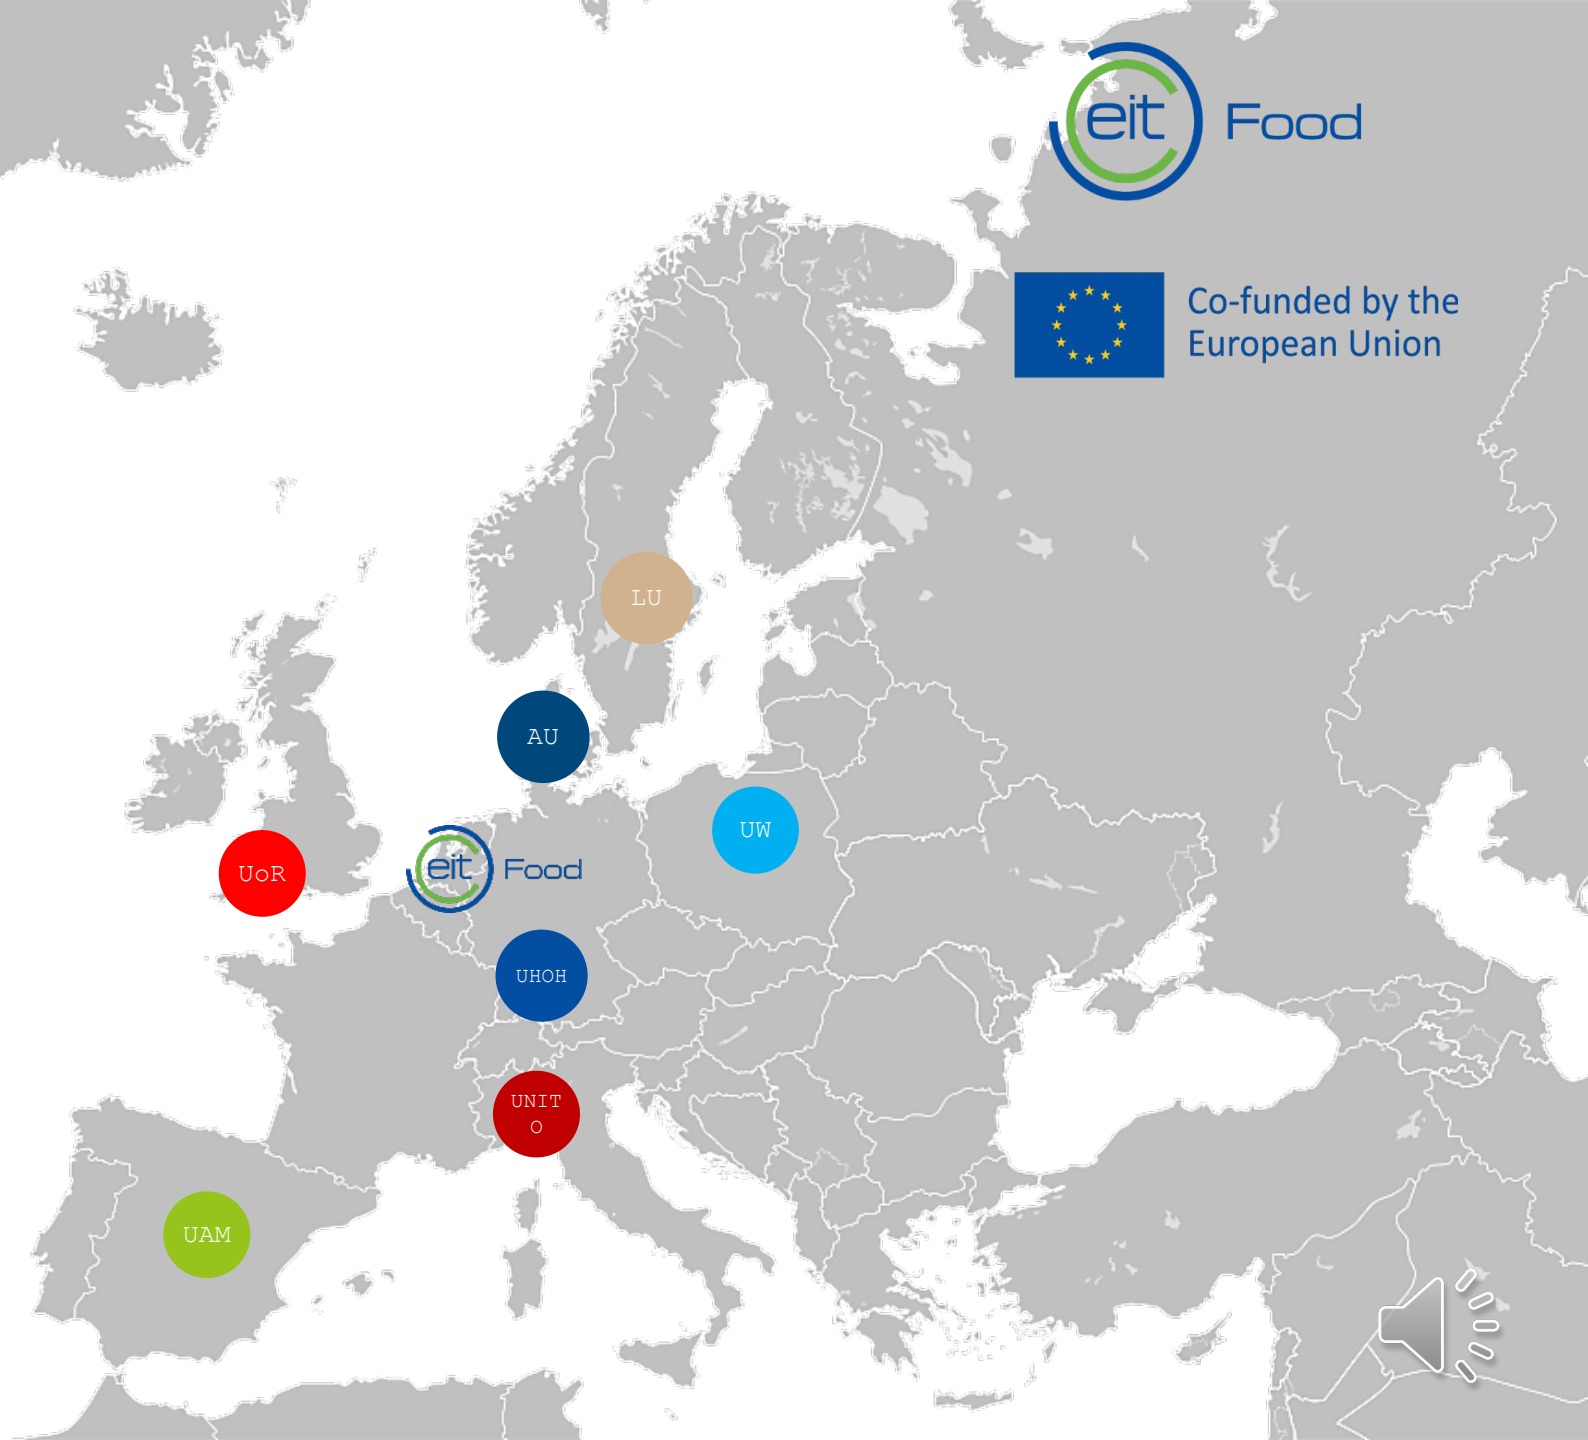 eit Food
Co-funded by the
European Union
LU
AU
UW
UoR
eit Food
UHOH
UNIT
O
UAM